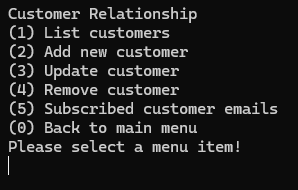 Customer Relationship
(1) List customers
(2) Add new customer
(3) Update customer
(4) Remove customer
(5) Subscribed customer emails
(0) Back to main menu
Please select a menu item!